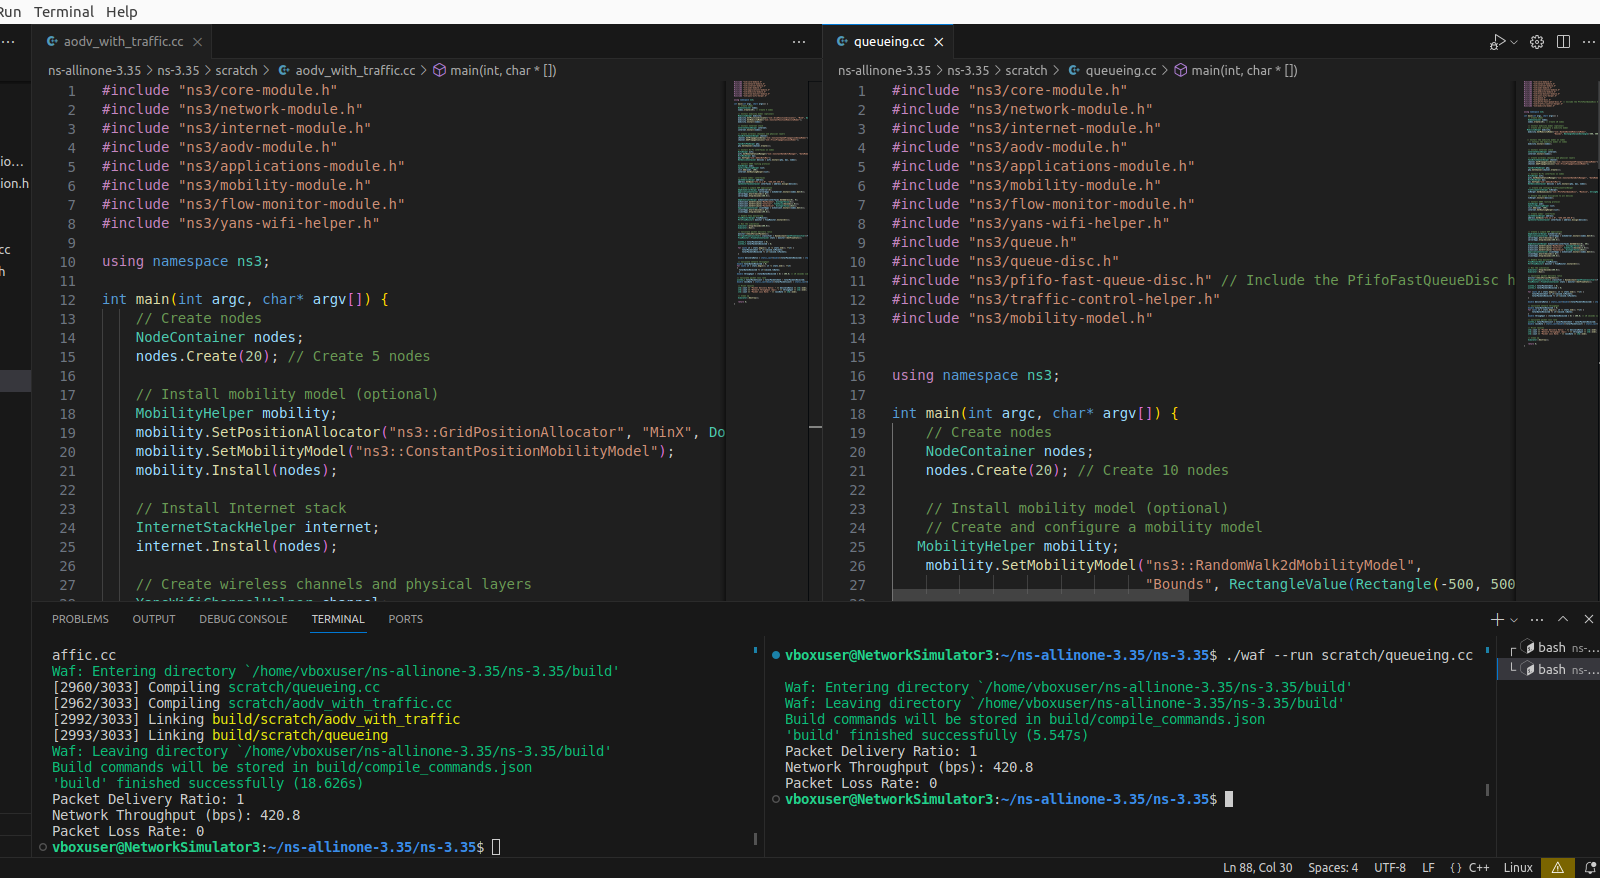 Run Terminal Help
aodv_with_traffic.cc
ns-allinone-3.35 > ns-3.35 > scratch > aodv_with_traffic.cc > main(int, char * [])
1 #include "ns3/core-module.h"
2 #include "ns3/network-module.h"
3 #include "ns3/internet-module.h"
4 #include "ns3/aodv-module.h"
5 #include "ns3/applications-module.h"
6 #include "ns3/mobility-module.h"
7 #include "ns3/flow-monitor-module.h"
8 #include "ns3/yans-wifi-helper.h"
9
10 using namespace ns3;
11
12 int main(int argc, char* argv[]) {
13 // Create nodes
14 NodeContainer nodes;
15 nodes.Create(20); // Create 5 nodes
16
17 // Install mobility model (optional)
18 MobilityHelper mobility;
19 mobility.SetPositionAllocator("ns3::GridPositionAllocator", "MinX", Do
20 mobility.SetMobilityModel("ns3::ConstantPositionMobilityModel");
21 mobility.Install(nodes);
22
23 // Install Internet stack
24 InternetStackHelper internet;
25 internet.Install(nodes);
26
27 // Create wireless channels and physical layers
28 YansWifiChannelHelper channel;
queueing.cc
ns-allinone-3.35 > ns-3.35 > scratch > queueing.cc > main(int, char * [])
1 #include "ns3/core-module.h"
2 #include "ns3/network-module.h"
3 #include "ns3/internet-module.h"
4 #include "ns3/aodv-module.h"
5 #include "ns3/applications-module.h"
6 #include "ns3/mobility-module.h"
7 #include "ns3/flow-monitor-module.h"
8 #include "ns3/yans-wifi-helper.h"
9 #include "ns3/queue.h"
10 #include "ns3/queue-disc.h"
11 #include "ns3/pfifo-fast-queue-disc.h" // Include the PfifoFastQueueDisc h
12 #include "ns3/traffic-control-helper.h"
13 #include "ns3/mobility-model.h"
14
15
16 using namespace ns3;
17
18 int main(int argc, char* argv[]) {
19 // Create nodes
20 NodeContainer nodes;
21 nodes.Create(20); // Create 10 nodes
22
23 // Install mobility model (optional)
24 // Create and configure a mobility model
25 MobilityHelper mobility;
26 mobility.SetMobilityModel("ns3::RandomWalk2dMobilityModel",
27 "Bounds", RectangleValue(Rectangle(-500, 500
28
io...
ion.h
cc
h
PROBLEMS OUTPUT DEBUG CONSOLE TERMINAL PORTS
affic.cc
Waf: Entering directory `/home/vboxuser/ns-allinone-3.35/ns-3.35/build'
[2960/3033] Compiling scratch/queueing.cc
[2962/3033] Compiling scratch/aodv_with_traffic.cc
[2992/3033] Linking build/scratch/aodv_with_traffic
[2993/3033] Linking build/scratch/queueing
Waf: Leaving directory `/home/vboxuser/ns-allinone-3.35/ns-3.35/build'
Build commands will be stored in build/compile_commands.json
'build' finished successfully (18.626s)
Packet Delivery Ratio: 1
Network Throughput (bps): 420.8
Packet Loss Rate: 0
vboxuser@NetworkSimulator3:~/ns-allinone-3.35/ns-3.35$
vboxuser@NetworkSimulator3:~/ns-allinone-3.35/ns-3.35$ ./waf --run scratch/queueing.cc
Waf: Entering directory `/home/vboxuser/ns-allinone-3.35/ns-3.35/build'
Waf: Leaving directory `/home/vboxuser/ns-allinone-3.35/ns-3.35/build'
Build commands will be stored in build/compile_commands.json
'build' finished successfully (5.547s)
Packet Delivery Ratio: 1
Network Throughput (bps): 420.8
Packet Loss Rate: 0
vboxuser@NetworkSimulator3:~/ns-allinone-3.35/ns-3.35$
bash ns-...
bash ns-...
Ln 88, Col 30 Spaces: 4 UTF-8 LF {} C++ Linux